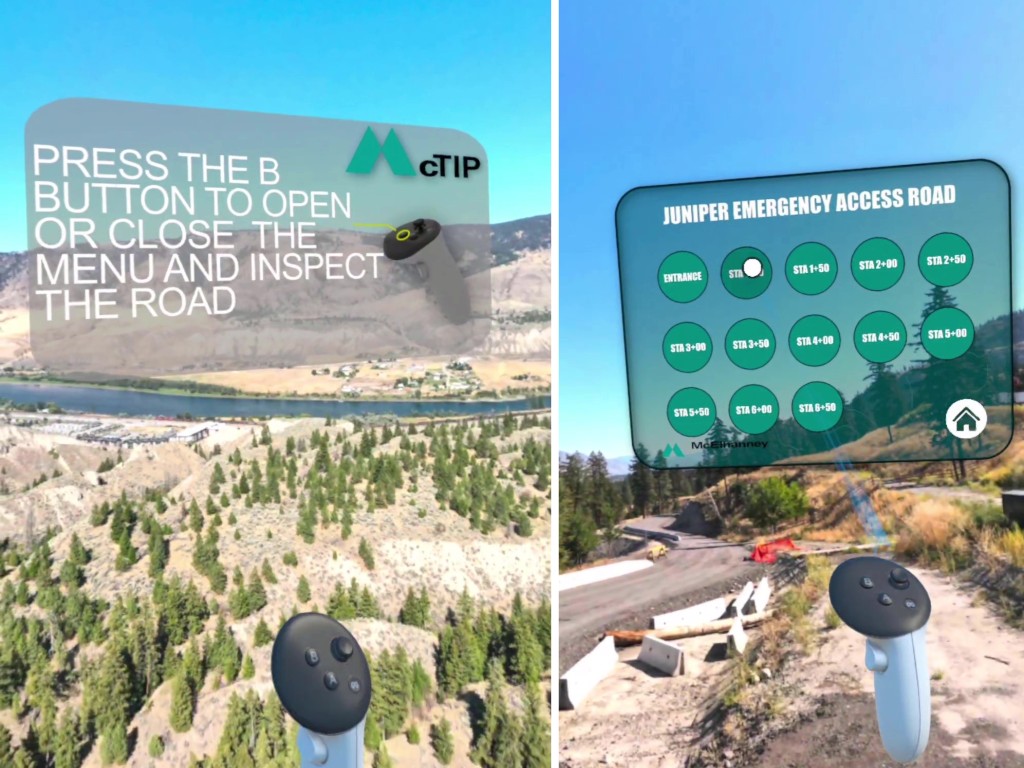 PRESS THE B
BUTTON TO OPEN
OR CLOSE THE
MENU AND INSPECT
THE ROAD
McTIP
B
A
JUNIPER EMERGENCY ACCESS ROAD
ENTRANCE
STA
STA 1+50
STA 2+00
STA 2+50
STA 3+00
STA 3+50
STA 4+00
STA 4+50
STA 5+00
STA 5+50
STA 6+00
STA 6+50
McElhanney
B
A